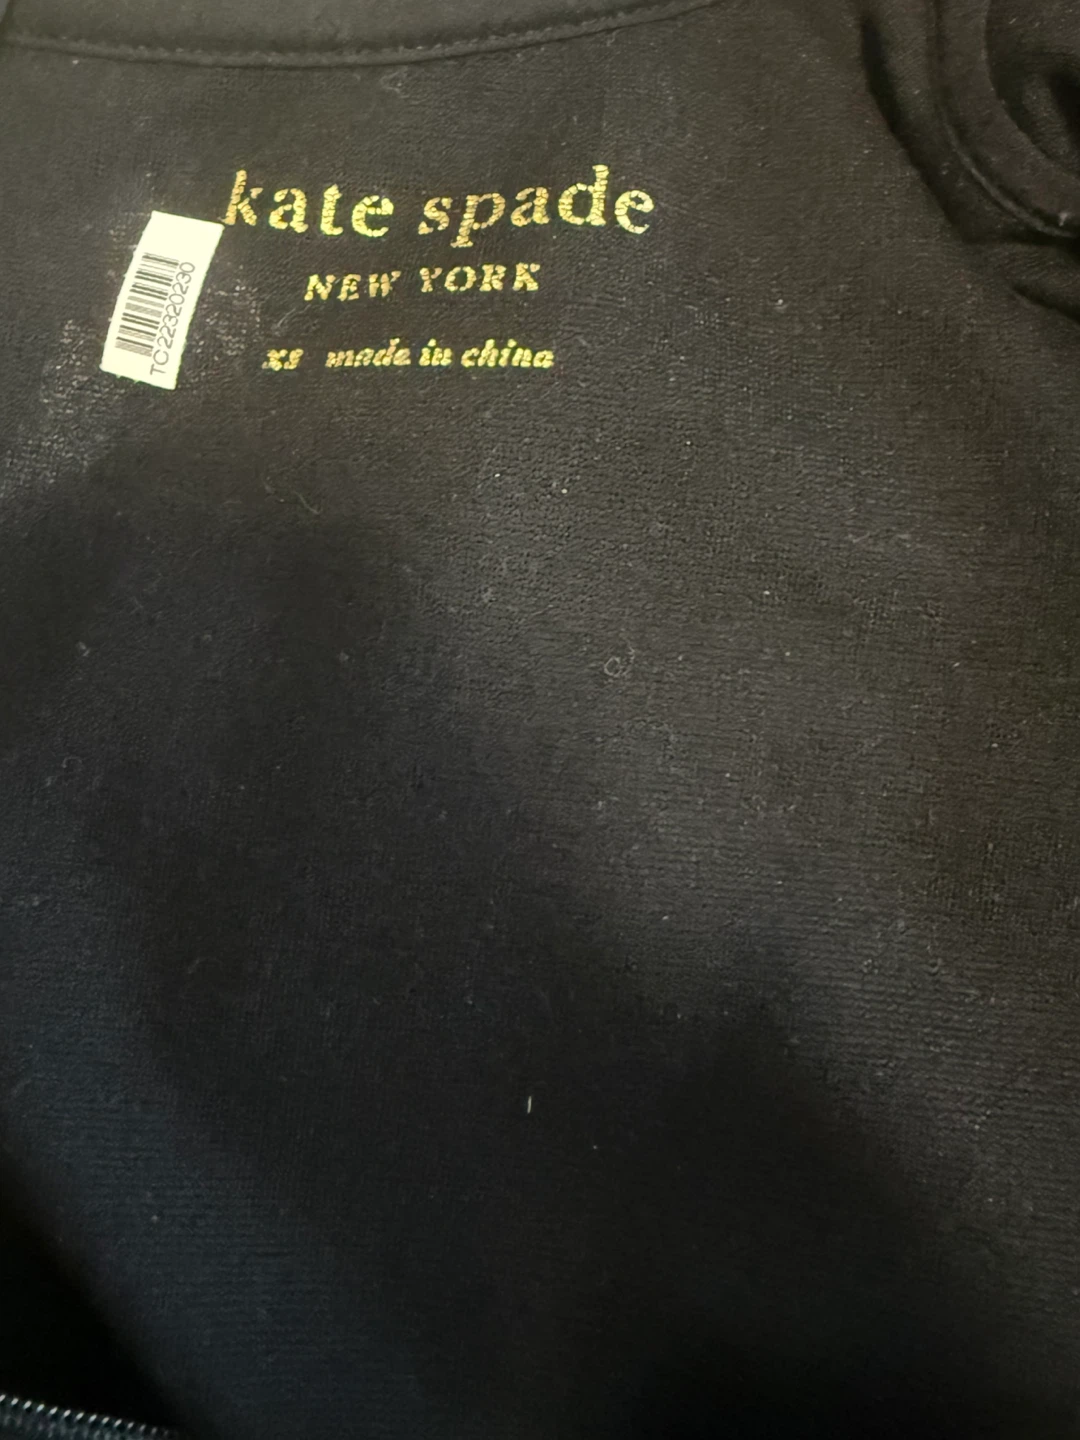 kate spade
NEW YORK
xs made in china
TC22320230